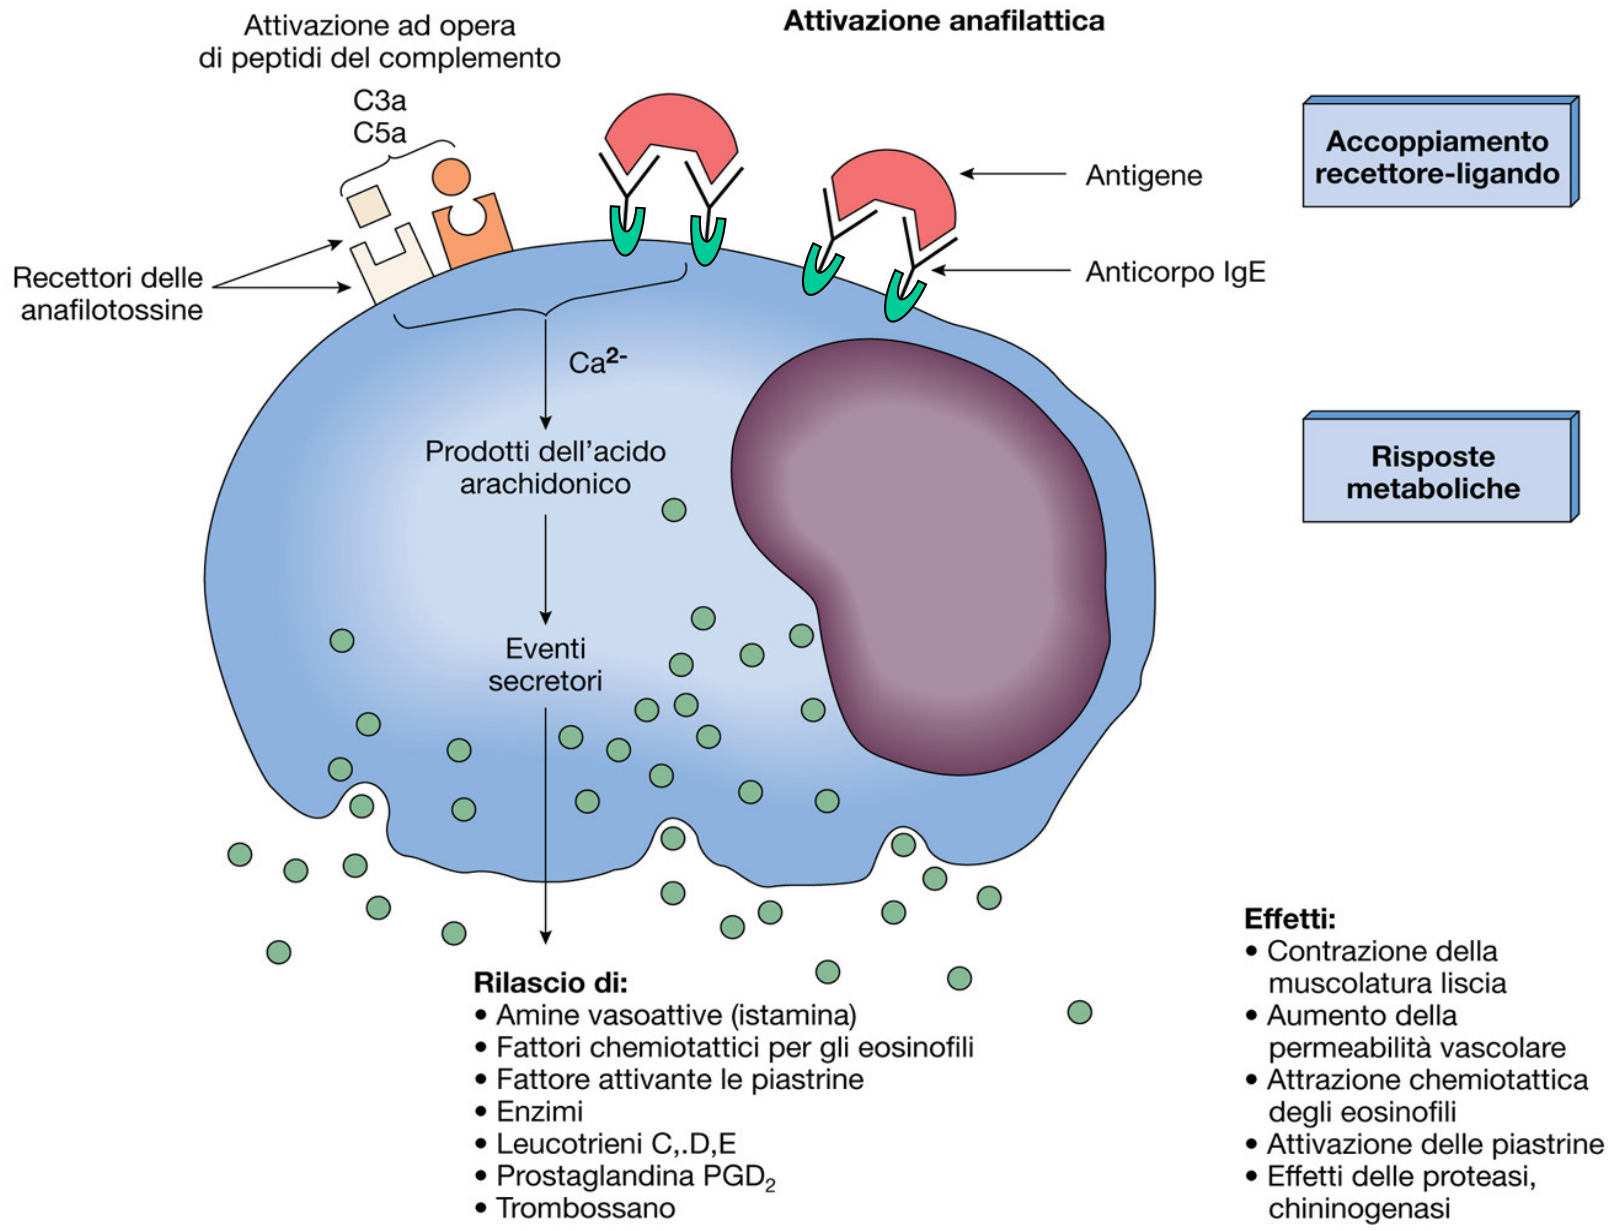 Attivazione ad opera
di peptidi del complemento
C3a
C5a
Attivazione anafilattica
Accoppiamento
recettore-ligando
Antigene
Recettori delle
anafilotossine
Anticorpo IgE
Ca²⁻
Prodotti dell'acido
arachidonico
Risposte
metaboliche
Eventi
secretori
Rilascio di:
• Amine vasoattive (istamina)
• Fattori chemiotattici per gli eosinofili
• Fattore attivante le piastrine
• Enzimi
• Leucotrieni C,.D,E
• Prostaglandina PGD₂
• Trombossano
Effetti:
• Contrazione della
muscolatura liscia
• Aumento della
permeabilità vascolare
• Attrazione chemiotattica
degli eosinofili
• Attivazione delle piastrine
• Effetti delle proteasi,
chininogenasi